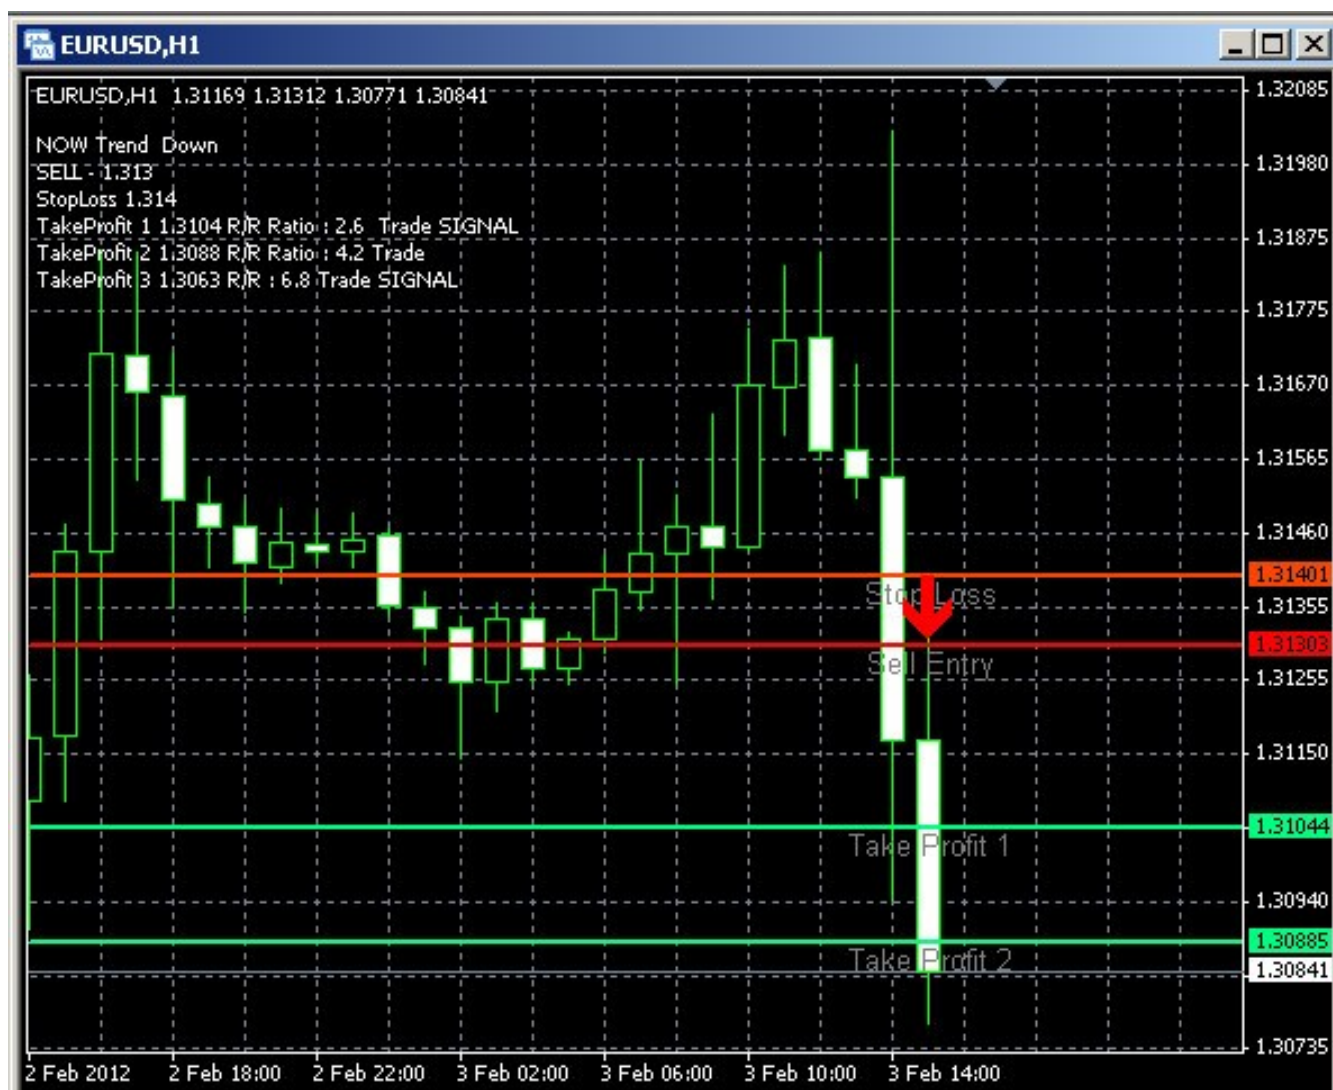 EURUSD,H1
EURUSD,H1 1.31169 1.31312 1.30771 1.30841
NOW Trend Down
SELL - 1.313
StopLoss 1.314
TakeProfit 1 1.3104 R/R Ratio : 2.6 Trade SIGNAL
TakeProfit 2 1.3088 R/R Ratio : 4.2 Trade
TakeProfit 3 1.3063 R/R : 6.8 Trade SIGNAL
1.32085
1.31980
1.31875
1.31775
1.31670
1.31565
1.31460
1.31401
Stop Loss
1.31355
1.31303
Sell Entry
1.31255
1.31150
1.31044
Take Profit 1
1.30940
1.30885
Take Profit 2
1.30841
1.30735
2 Feb 2012 2 Feb 18:00 2 Feb 22:00 3 Feb 02:00 3 Feb 06:00 3 Feb 10:00 3 Feb 14:00